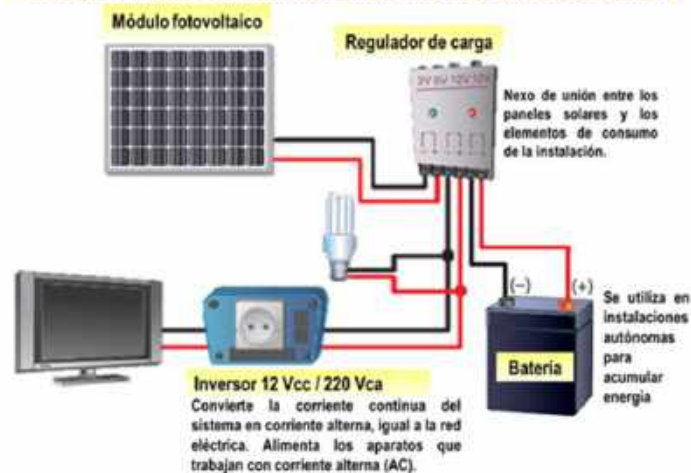 Módulo fotovoltaico
Regulador de carga
Nexo de unión entre los
paneles solares y los
elementos de consumo
de la instalación.
(–)
(+)
Se utiliza en
instalaciones
autónomas
para
acumular
energia
Bateria
Inversor 12 Vcc / 220 Vca
Convierte la corriente continua del
sistema en corriente alterna, igual a la red
eléctrica. Alimenta los aparatos que
trabajan con corriente alterna (AC).